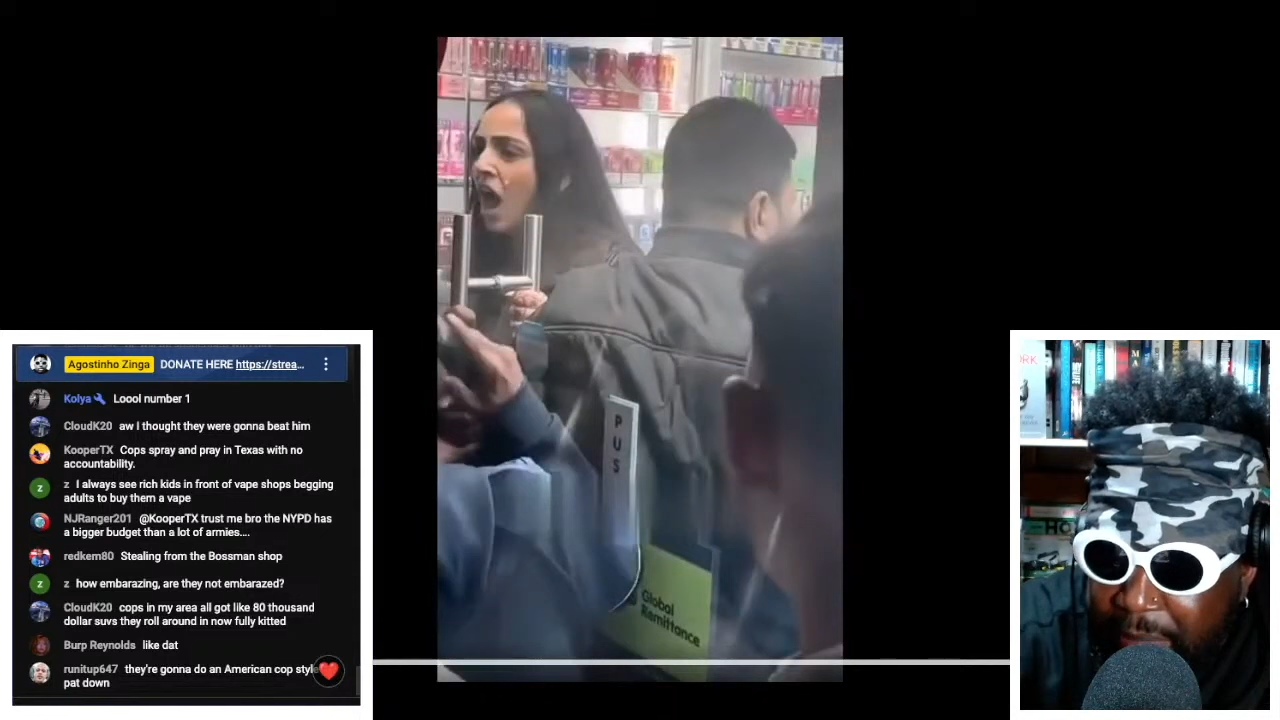 PUS
Global
Remittance
Agostinho Zinga DONATE HERE https://strea...
Kolya Loool number 1
CloudK20 aw I thought they were gonna beat him
KooperTX Cops spray and pray in Texas with no
accountability.
z I always see rich kids in front of vape shops begging
adults to buy them a vape
NJRanger201 @KooperTX trust me bro the NYPD has
a bigger budget than a lot of armies....
redkem80 Stealing from the Bossman shop
z how embarazing, are they not embarazed?
CloudK20 cops in my area all got like 80 thousand
dollar suvs they roll around in now fully kitted
Burp Reynolds like dat
runitup647 they're gonna do an American cop style
pat down